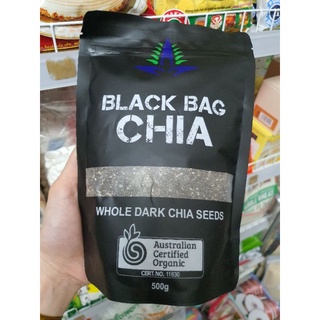 BLACK BAG
CHIA
WHOLE DARK CHIA SEEDS
Australian
Certified
Organic
CERT NO. 11630
500g